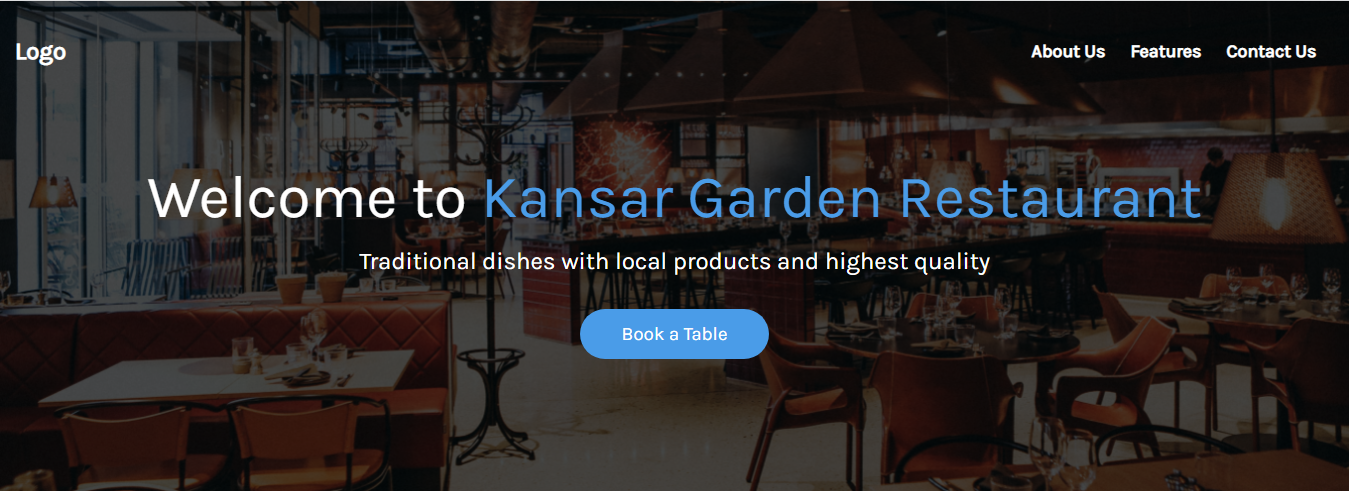 Logo
About Us Features Contact Us
Welcome to Kansar Garden Restaurant
Traditional dishes with local products and highest quality
Book a Table